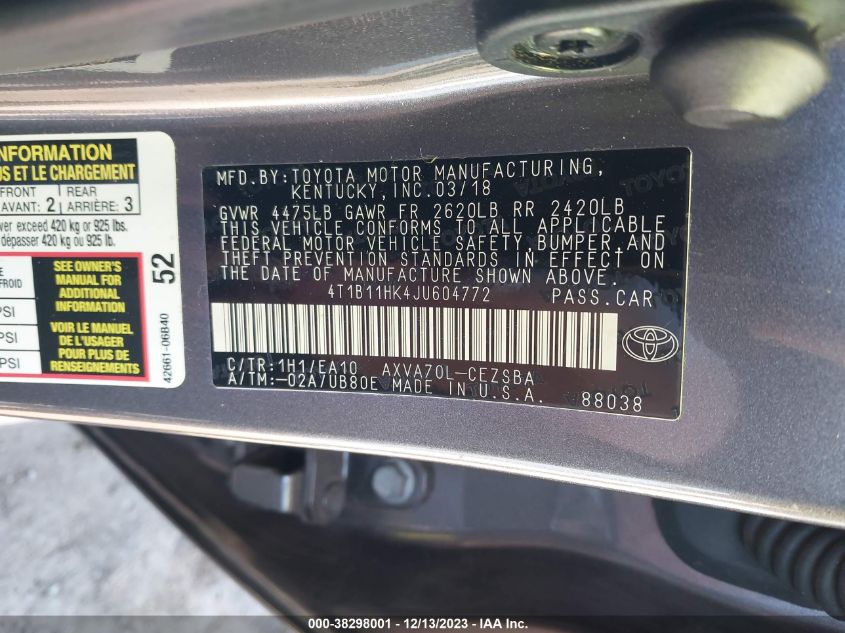 NFORMATION
US ET LE CHARGEMENT
FRONT REAR
AVANT: 2 ARRIÈRE: 3
ver exceed 420 kg or 925 lbs.
dépasser 420 kg ou 925 lb.
FROID
PSI
PSI
PSI
SEE OWNER'S
MANUAL FOR
ADDITIONAL
INFORMATION
VOIR LE MANUEL
DE L'USAGER
POUR PLUS DE
RENSEIGNEMENTS
52
42661-06B40
MFD.BY:TOYOTA MOTOR MANUFACTURING,
KENTUCKY, INC.03/18
GVWR 4475LB GAWR FR 2620LB RR 2420LB
THIS VEHICLE CONFORMS TO ALL APPLICABLE
FEDERAL MOTOR VEHICLE SAFETY, BUMPER, AND
THEFT PREVENTION STANDARDS IN EFFECT ON
THE DATE OF MANUFACTURE SHOWN ABOVE.
4T1B11HK4JU604772 PASS.CAR
C/TR:1H1/EA10 AXVA70L-CEZSBA
A/TM:-02A/UB80E MADE IN U.S.A. 88038
000-38298001 - 12/13/2023 - IAA Inc.